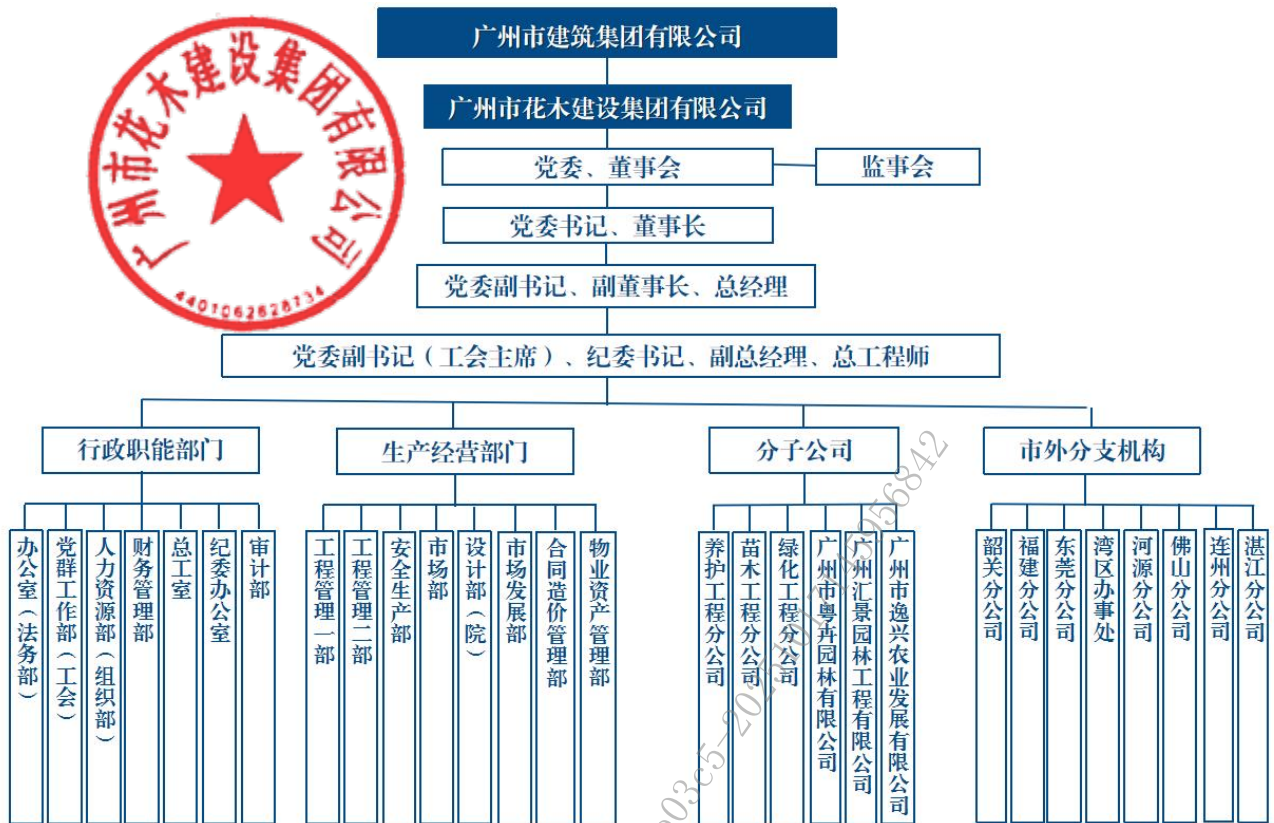 广州市建筑集团有限公司
广州市花木建设集团有限公司
党委、董事会
监事会
党委书记、董事长
党委副书记、副董事长、总经理
党委副书记（工会主席）、纪委书记、副总经理、总工程师
广州市花木建设集团有限公司
4401062628734
行政职能部门
生产经营部门
分子公司
市外分支机构
办公室（法务部）
党群工作部（工会）
人力资源部（组织部）
财务管理部
总工室
纪委办公室
审计部
工程管理一部
工程管理二部
安全生产部
市场部
设计部（院）
市场发展部
合同造价管理部
物业资产管理部
养护工程分公司
苗木工程分公司
绿化工程分公司
广州市粤卉园林有限公司
广州汇景园林工程有限公司
广州市逸兴农业发展有限公司
韶关分公司
福建分公司
东莞分公司
湾区办事处
河源分公司
佛山分公司
连州分公司
湛江分公司